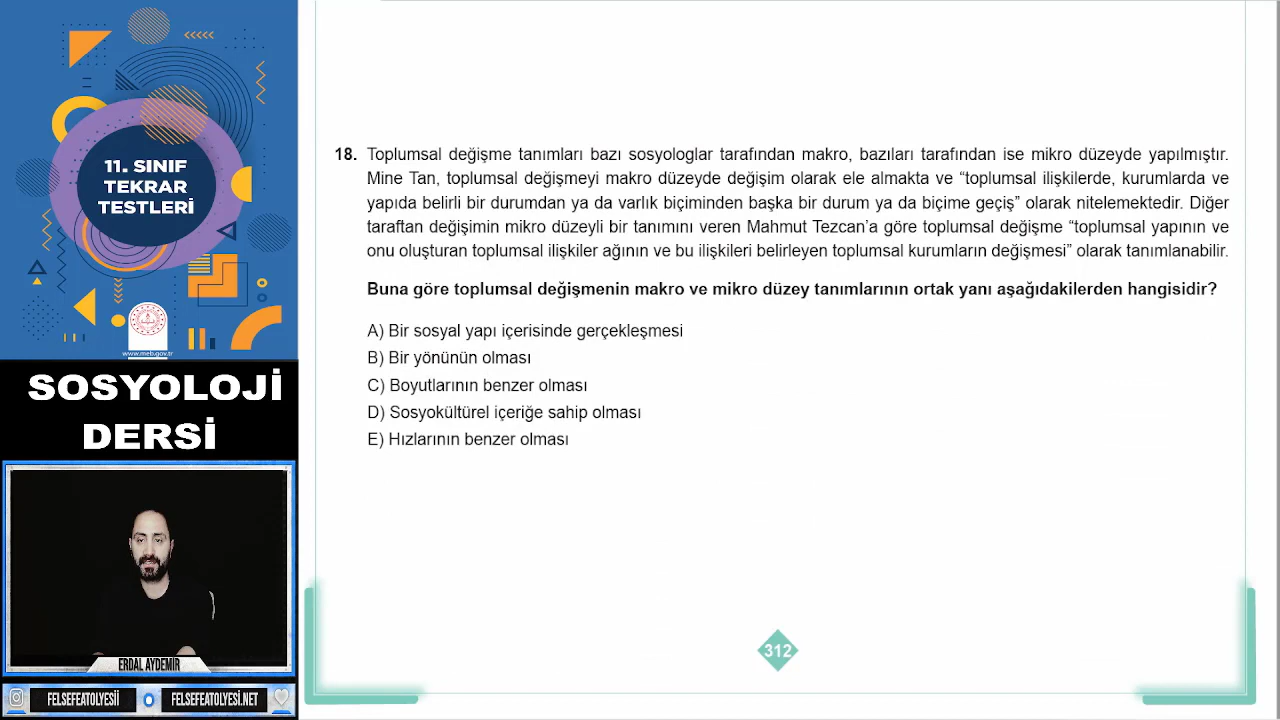 11. SINIF
TEKRAR
TESTLERİ
www.meb.gov.tr
SOSYOLOJİ
DERSİ
ERDAL AYDEMİR
FELSEFEATOLYESİİ
FELSEFEATOLYESİ.NET
18. Toplumsal değişme tanımları bazı sosyologlar tarafından makro, bazıları tarafından ise mikro düzeyde yapılmıştır.
Mine Tan, toplumsal değişmeyi makro düzeyde değişim olarak ele almakta ve “toplumsal ilişkilerde, kurumlarda ve
yapıda belirli bir durumdan ya da varlık biçiminden başka bir durum ya da biçime geçiş” olarak nitelemektedir. Diğer
taraftan değişimin mikro düzeyli bir tanımını veren Mahmut Tezcan’a göre toplumsal değişme “toplumsal yapının ve
onu oluşturan toplumsal ilişkiler ağının ve bu ilişkileri belirleyen toplumsal kurumların değişmesi” olarak tanımlanabilir.
Buna göre toplumsal değişmenin makro ve mikro düzey tanımlarının ortak yanı aşağıdakilerden hangisidir?
A) Bir sosyal yapı içerisinde gerçekleşmesi
B) Bir yönünün olması
C) Boyutlarının benzer olması
D) Sosyokültürel içeriğe sahip olması
E) Hızlarının benzer olması
312